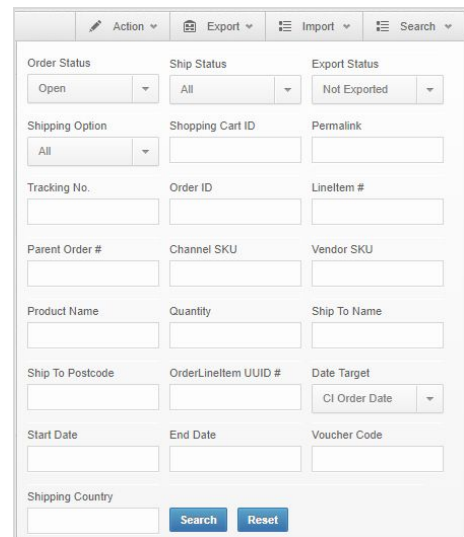 Action Export Import Search
Order Status Ship Status Export Status
Open All Not Exported
Shipping Option Shopping Cart ID Permalink
All
Tracking No. Order ID LineItem #
Parent Order # Channel SKU Vendor SKU
Product Name Quantity Ship To Name
Ship To Postcode OrderLineItem UUID # Date Target
CI Order Date
Start Date End Date Voucher Code
Shipping Country
Search Reset